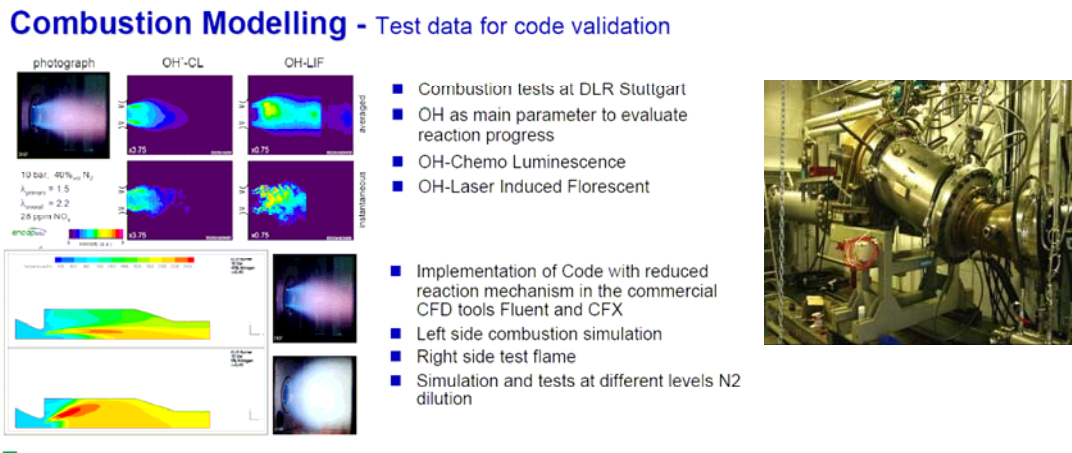 Combustion Modelling - Test data for code validation
photograph
OH*-CL
OH-LIF
averaged
x3.75
x0.75
10 bar, 40%vol N2
λprimary = 1.5
λoverall = 2.2
28 ppm NOx
instantaneous
x3.75
x0.75
encap
Combustion tests at DLR Stuttgart
OH as main parameter to evaluate
reaction progress
OH-Chemo Luminescence
OH-Laser Induced Florescent
Implementation of Code with reduced
reaction mechanism in the commercial
CFD tools Fluent and CFX
Left side combustion simulation
Right side test flame
Simulation and tests at different levels N2
dilution